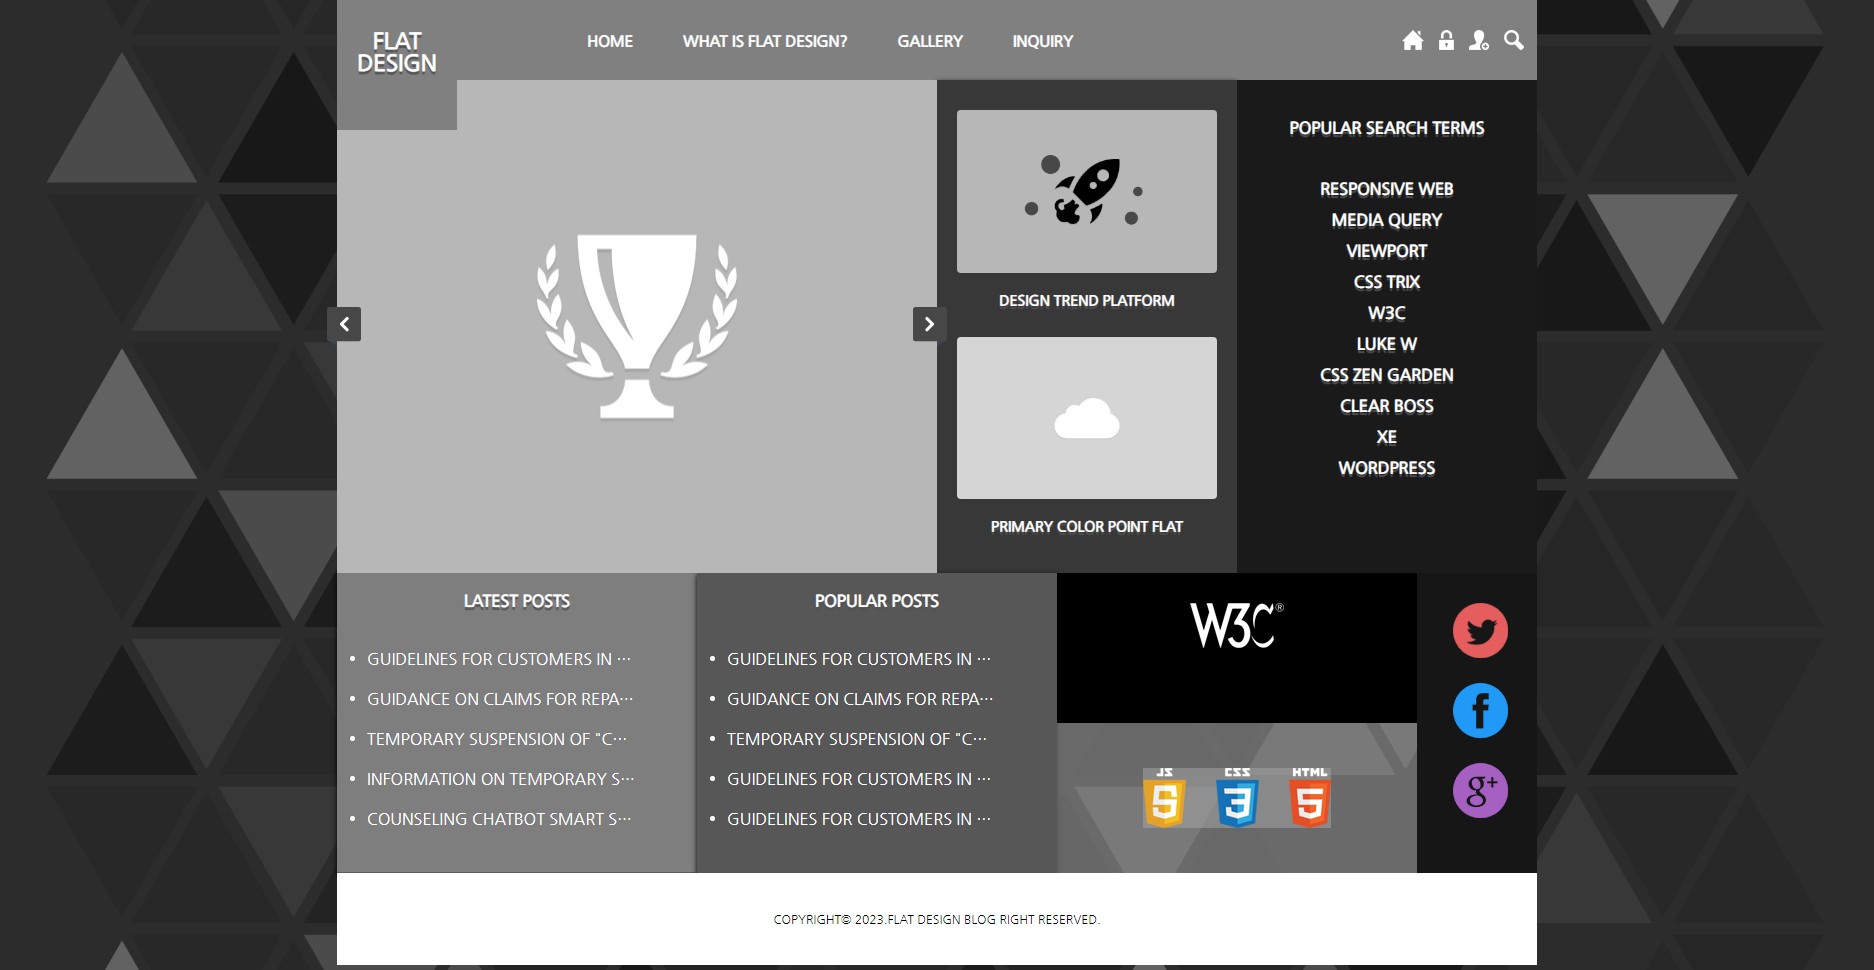 FLAT
DESIGN
HOME
WHAT IS FLAT DESIGN?
GALLERY
INQUIRY
DESIGN TREND PLATFORM
PRIMARY COLOR POINT FLAT
POPULAR SEARCH TERMS
RESPONSIVE WEB
MEDIA QUERY
VIEWPORT
CSS TRIX
W3C
LUKE W
CSS ZEN GARDEN
CLEAR BOSS
XE
WORDPRESS
LATEST POSTS
• GUIDELINES FOR CUSTOMERS IN ⋯
• GUIDANCE ON CLAIMS FOR REPA⋯
• TEMPORARY SUSPENSION OF "C⋯
• INFORMATION ON TEMPORARY S⋯
• COUNSELING CHATBOT SMART S⋯
POPULAR POSTS
• GUIDELINES FOR CUSTOMERS IN ⋯
• GUIDANCE ON CLAIMS FOR REPA⋯
• TEMPORARY SUSPENSION OF "C⋯
• GUIDELINES FOR CUSTOMERS IN ⋯
• GUIDELINES FOR CUSTOMERS IN ⋯
W3C®
JS CSS HTML
5 3 5
f
g+
COPYRIGHT© 2023.FLAT DESIGN BLOG RIGHT RESERVED.